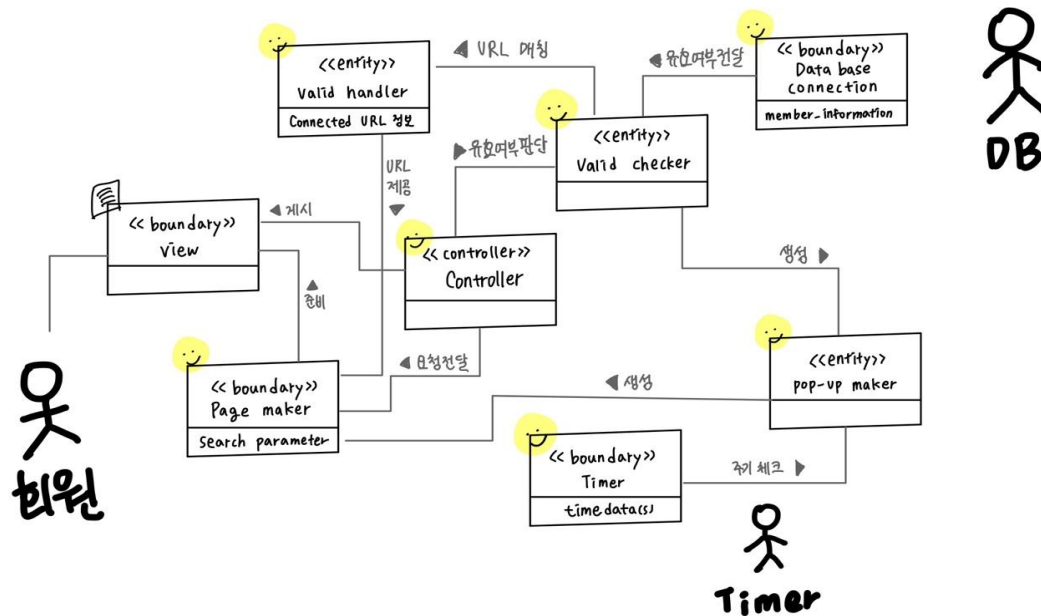 <<entity>>
Valid handler
Connected URL 정보
◀ URL 매칭
◀ 유효여부전달
<<boundary>>
Data base
connection
member_information
DB
▶ 유효여부판단
<<entity>>
Valid checker
URL
제공
▼
<<boundary>>
view
◀ 게시
<<controller>>
Controller
생성 ▶
▲
준비
◀ 요청전달
<<boundary>>
Page maker
search parameter
◀ 생성
<<entity>>
pop-up maker
<<boundary>>
Timer
timedata(s)
주기 체크 ▶
회원
Timer